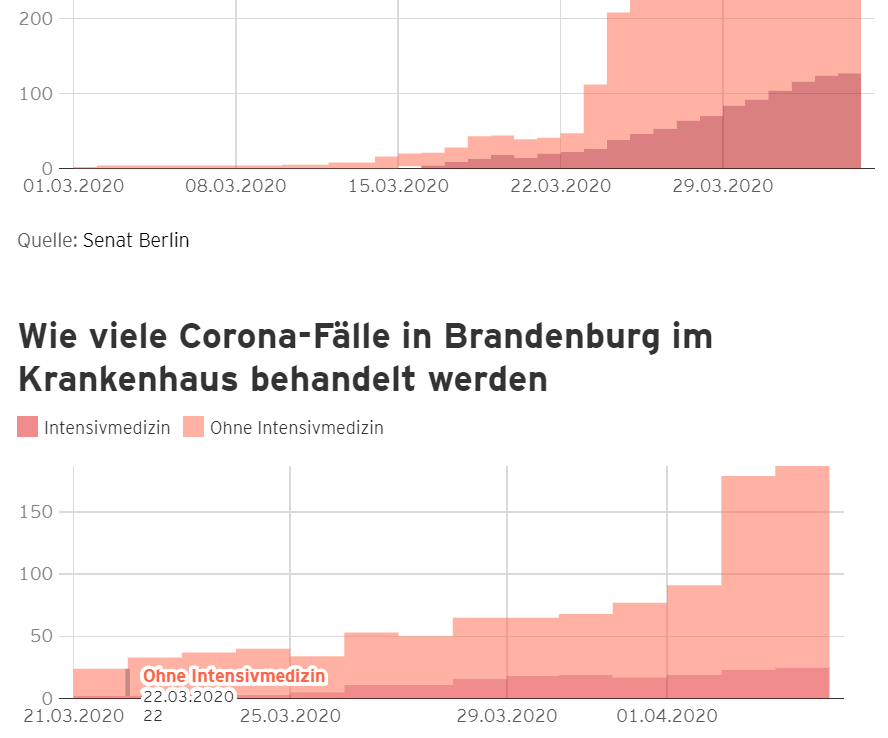 200
100
0
01.03.2020 08.03.2020 15.03.2020 22.03.2020 29.03.2020
Quelle: Senat Berlin
Wie viele Corona-Fälle in Brandenburg im
Krankenhaus behandelt werden
Intensivmedizin Ohne Intensivmedizin
150
100
50
Ohne Intensivmedizin
0 22.03.2020
21.03.2020 22 25.03.2020 29.03.2020 01.04.2020